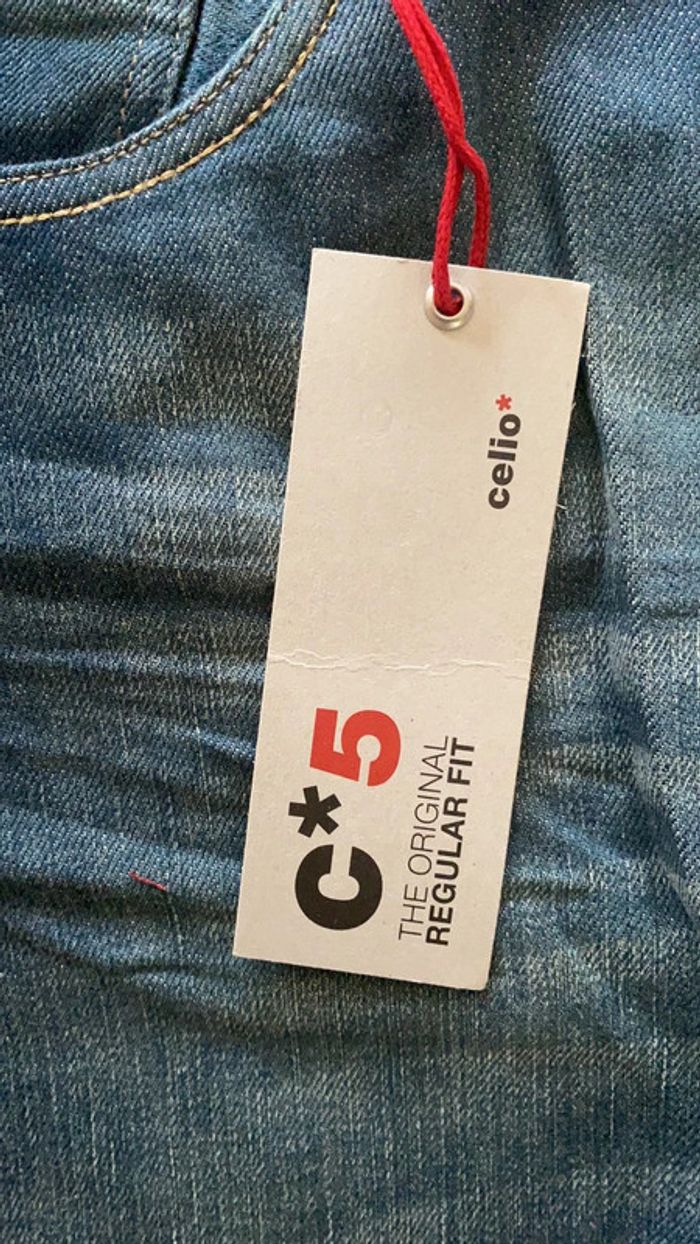 celio*
C*5
THE ORIGINAL
REGULAR FIT